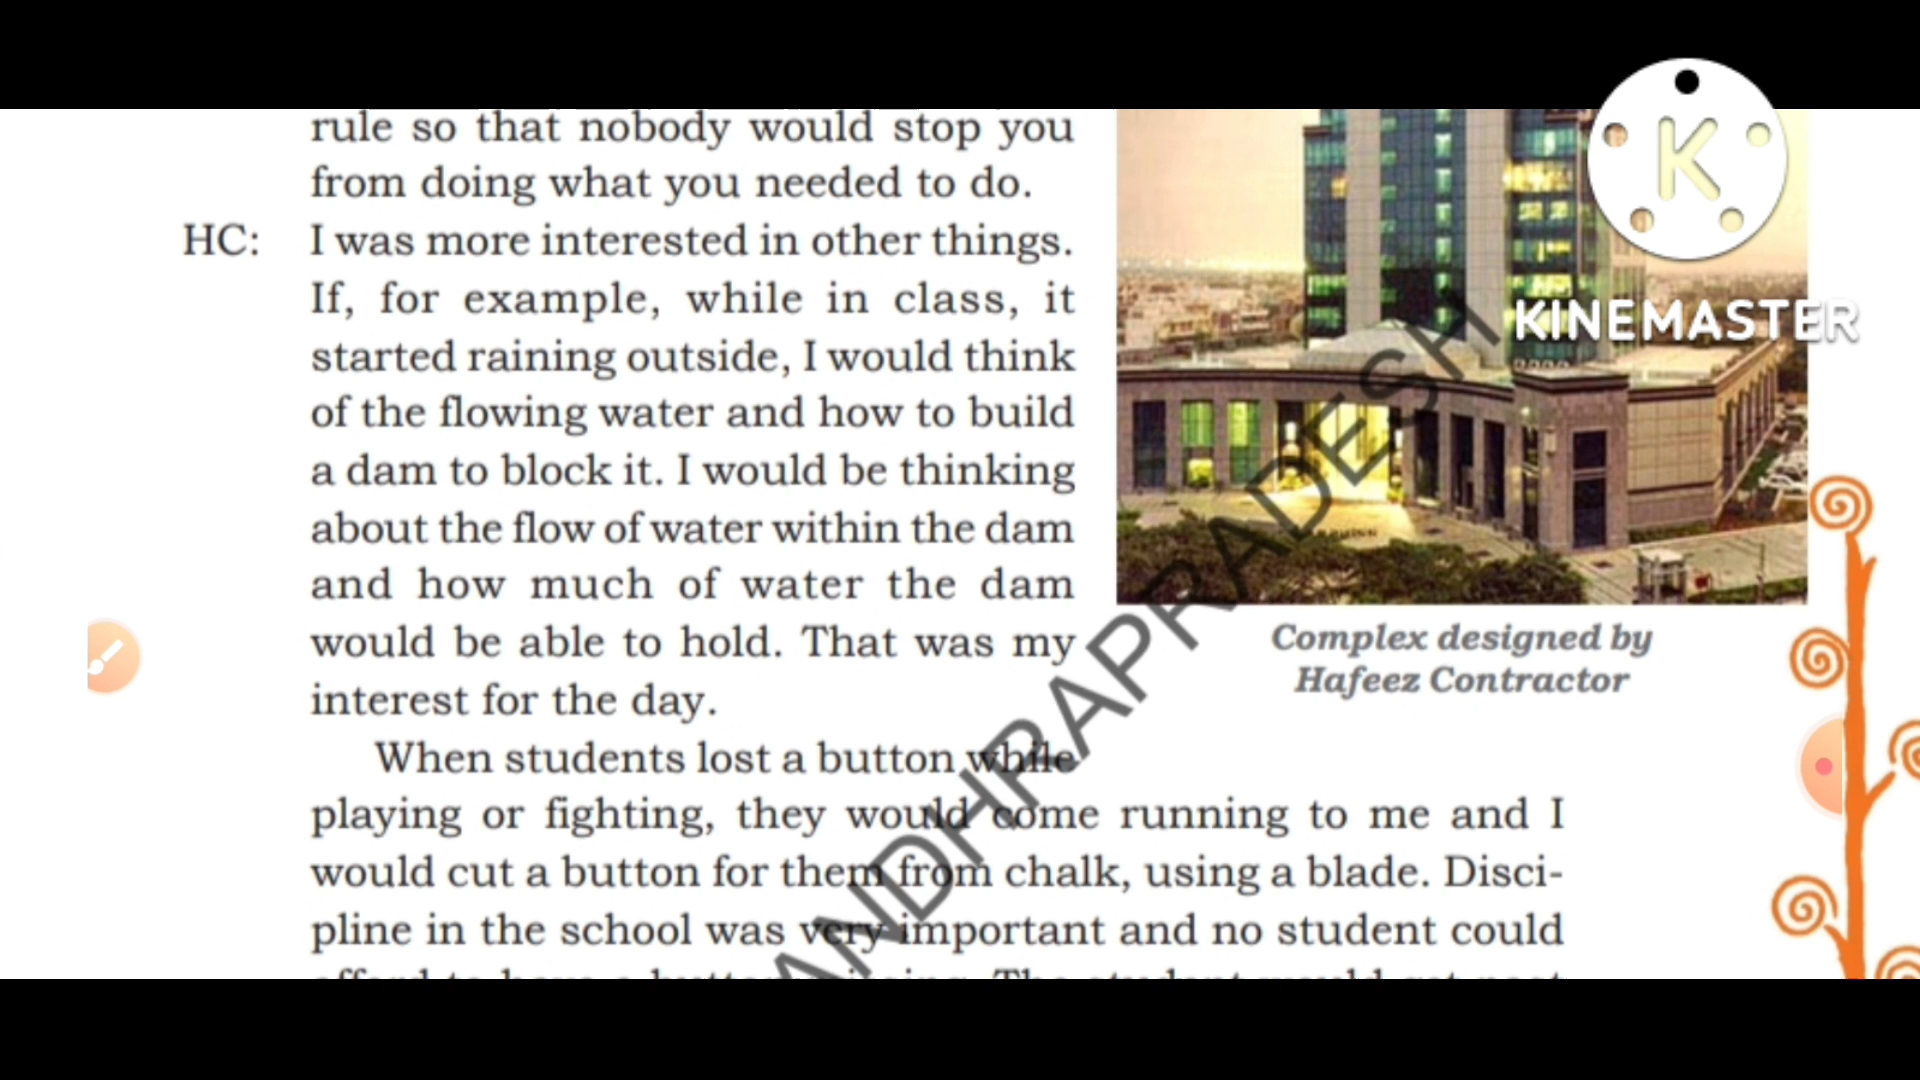 rule so that nobody would stop you
from doing what you needed to do.
HC: I was more interested in other things.
If, for example, while in class, it
started raining outside, I would think
of the flowing water and how to build
a dam to block it. I would be thinking
about the flow of water within the dam
and how much of water the dam
would be able to hold. That was my
interest for the day.
When students lost a button while
playing or fighting, they would come running to me and I
would cut a button for them from chalk, using a blade. Disci-
pline in the school was very important and no student could
Complex designed by
Hafeez Contractor
ANDHRAPRADESH
K
KINEMASTER